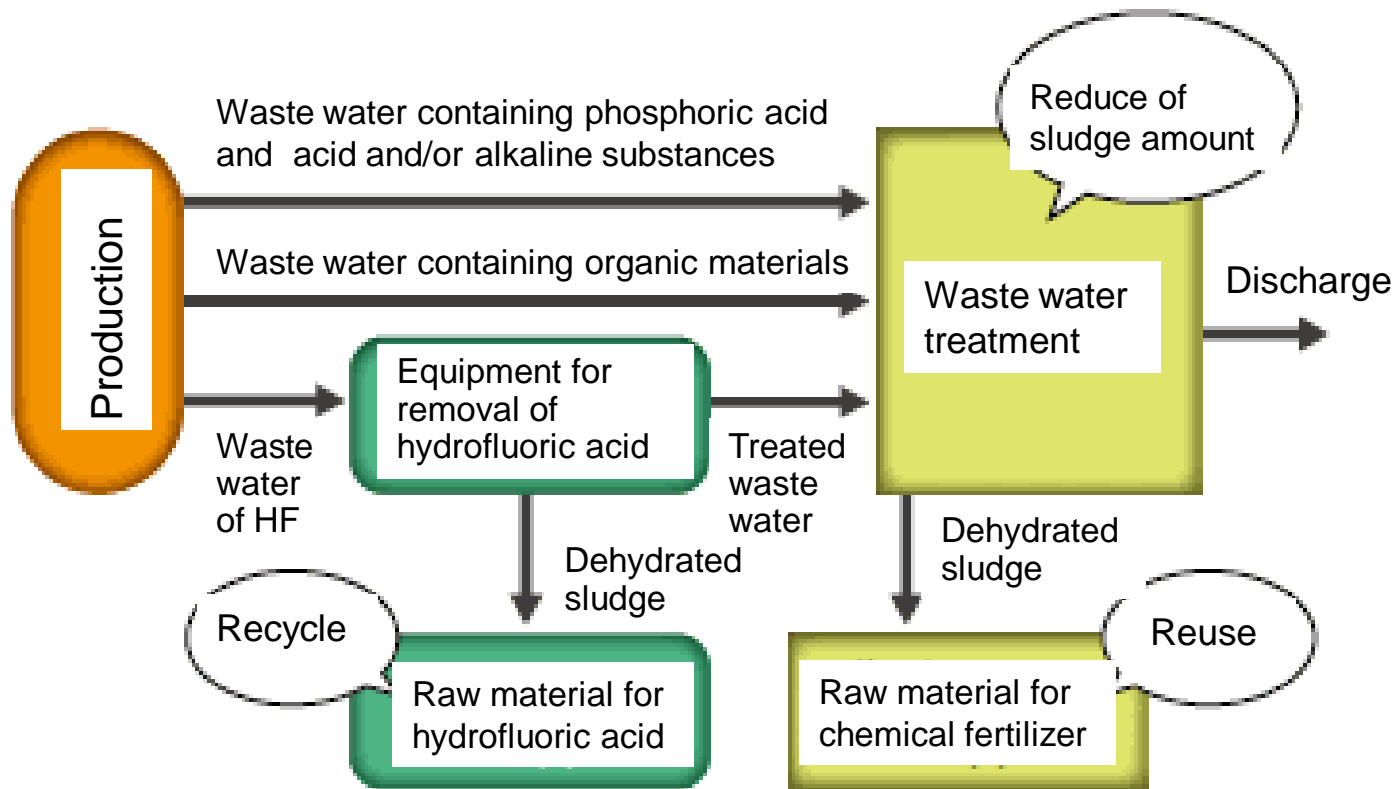 Waste water containing phosphoric acid
and acid and/or alkaline substances
Reduce of
sludge amount
Production
Waste water containing organic materials
Waste water
treatment
Discharge
Equipment for
removal of
hydrofluoric acid
Waste
water
of HF
Treated
waste
water
Dehydrated
sludge
Dehydrated
sludge
Recycle
Raw material for
hydrofluoric acid
Raw material for
chemical fertilizer
Reuse